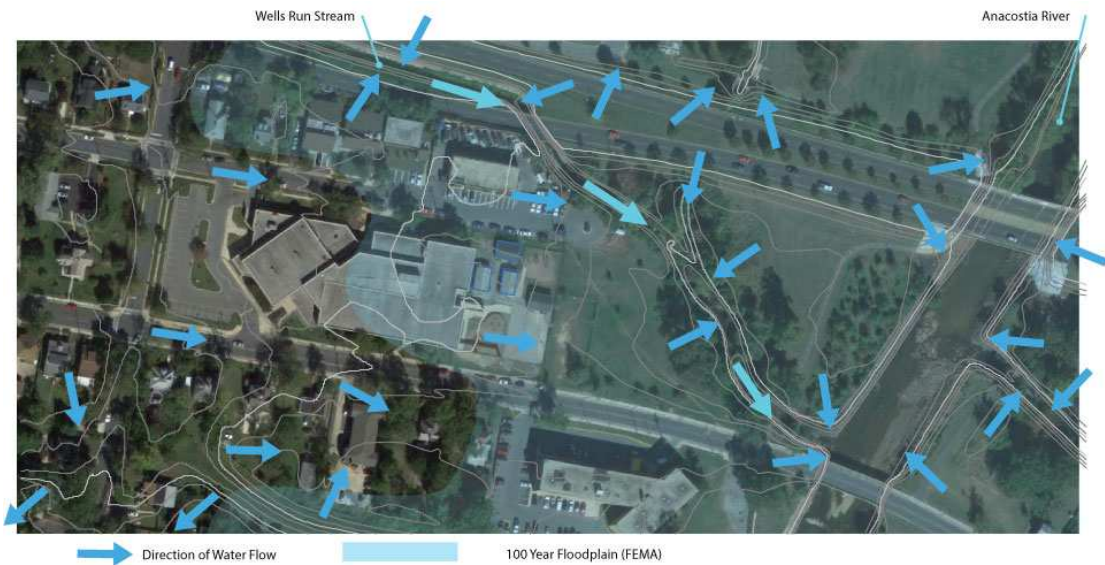 Wells Run Stream
Anacostia River
Direction of Water Flow
100 Year Floodplain (FEMA)